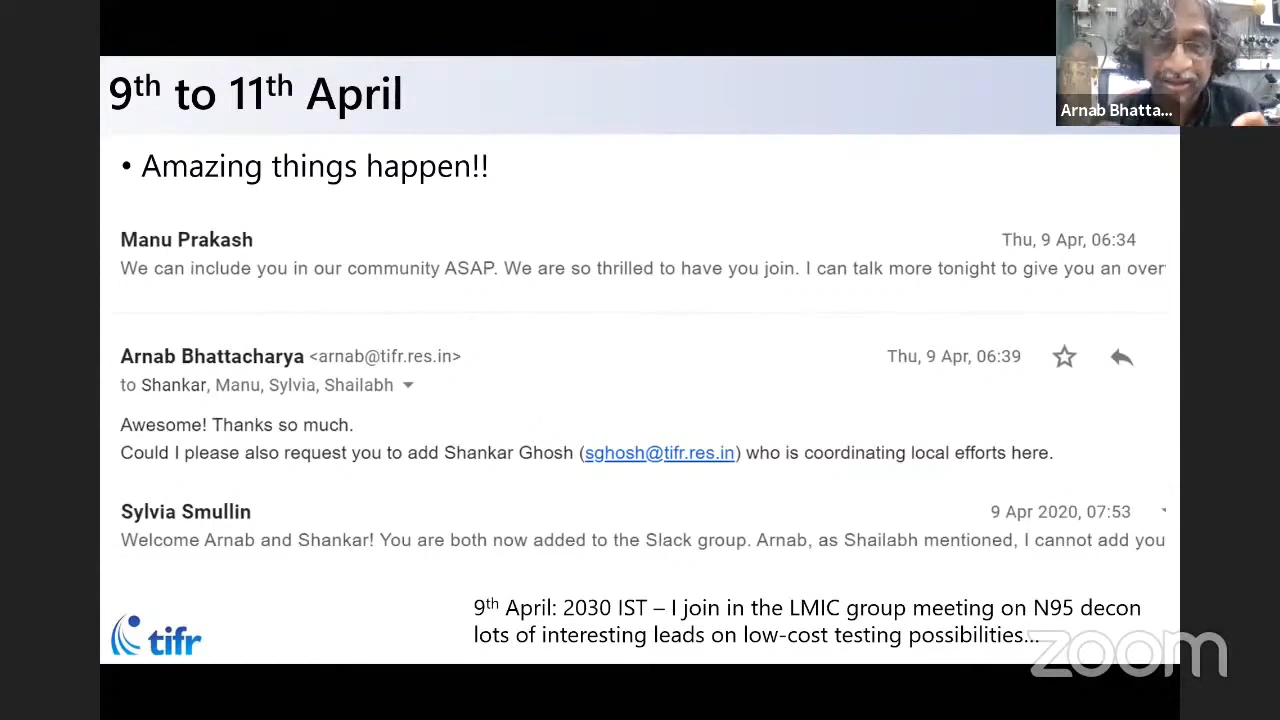 9th to 11th April
Arnab Bhatta...
• Amazing things happen!!
Manu Prakash Thu, 9 Apr, 06:34
We can include you in our community ASAP. We are so thrilled to have you join. I can talk more tonight to give you an over
Arnab Bhattacharya <arnab@tifr.res.in> Thu, 9 Apr, 06:39
to Shankar, Manu, Sylvia, Shailabh
Awesome! Thanks so much.
Could I please also request you to add Shankar Ghosh (sghosh@tifr.res.in) who is coordinating local efforts here.
Sylvia Smullin 9 Apr 2020, 07:53
Welcome Arnab and Shankar! You are both now added to the Slack group. Arnab, as Shailabh mentioned, I cannot add you
9th April: 2030 IST – I join in the LMIC group meeting on N95 decon
lots of interesting leads on low-cost testing possibilities...
tifr
zoom